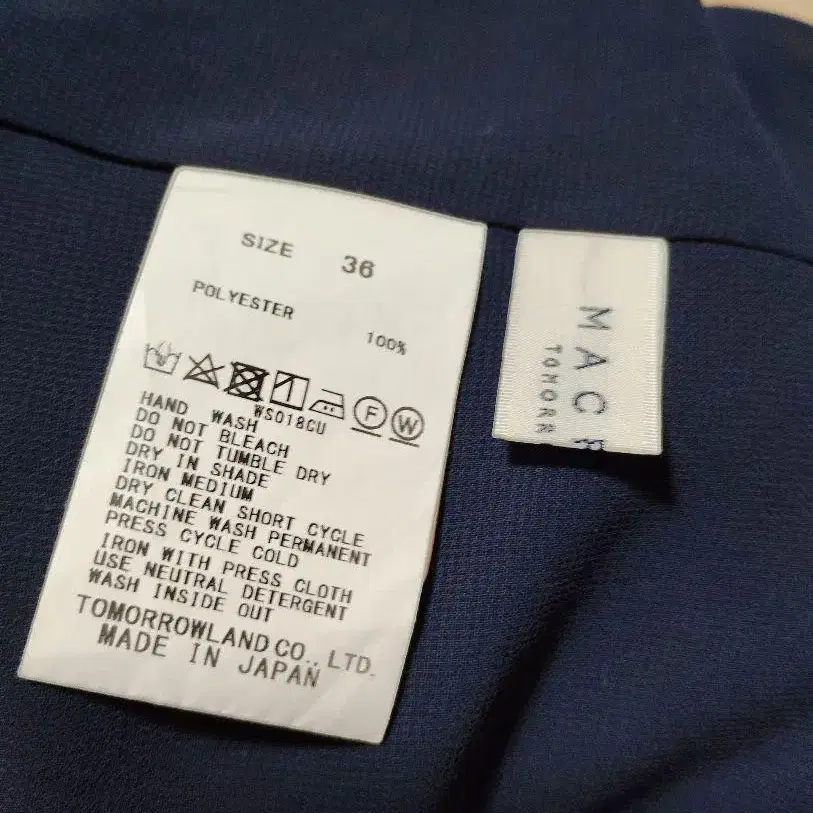 SIZE 36
POLYESTER
100%
F W
WS018GU
HAND WASH
DO NOT BLEACH
DO NOT TUMBLE DRY
DRY IN SHADE
IRON MEDIUM
DRY CLEAN SHORT CYCLE
MACHINE WASH PERMANENT
PRESS CYCLE COLD
IRON WITH PRESS CLOTH
USE NEUTRAL DETERGENT
WASH INSIDE OUT
TOMORROWLAND CO., LTD.
MADE IN JAPAN
MAC
TOMORR